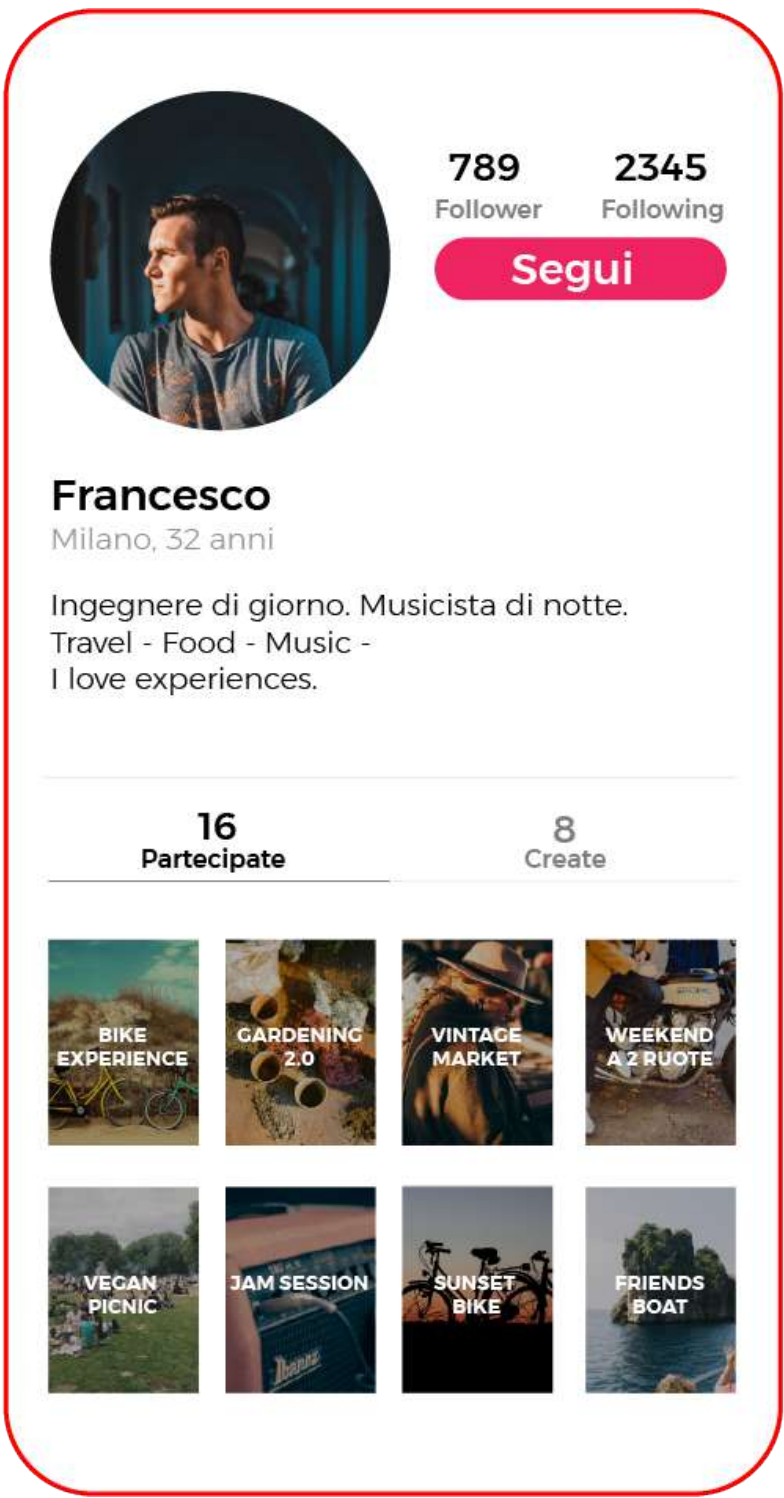 789
2345
Follower
Following
Segui
Francesco
Milano, 32 anni
Ingegnere di giorno. Musicista di notte.
Travel - Food - Music -
I love experiences.
16
Partecipate
8
Create
BIKE
EXPERIENCE
GARDENING
2.0
VINTAGE
MARKET
WEEKEND
A 2 RUOTE
VEGAN
PICNIC
JAM SESSION
Ibanez
SUNSET
BIKE
FRIENDS
BOAT